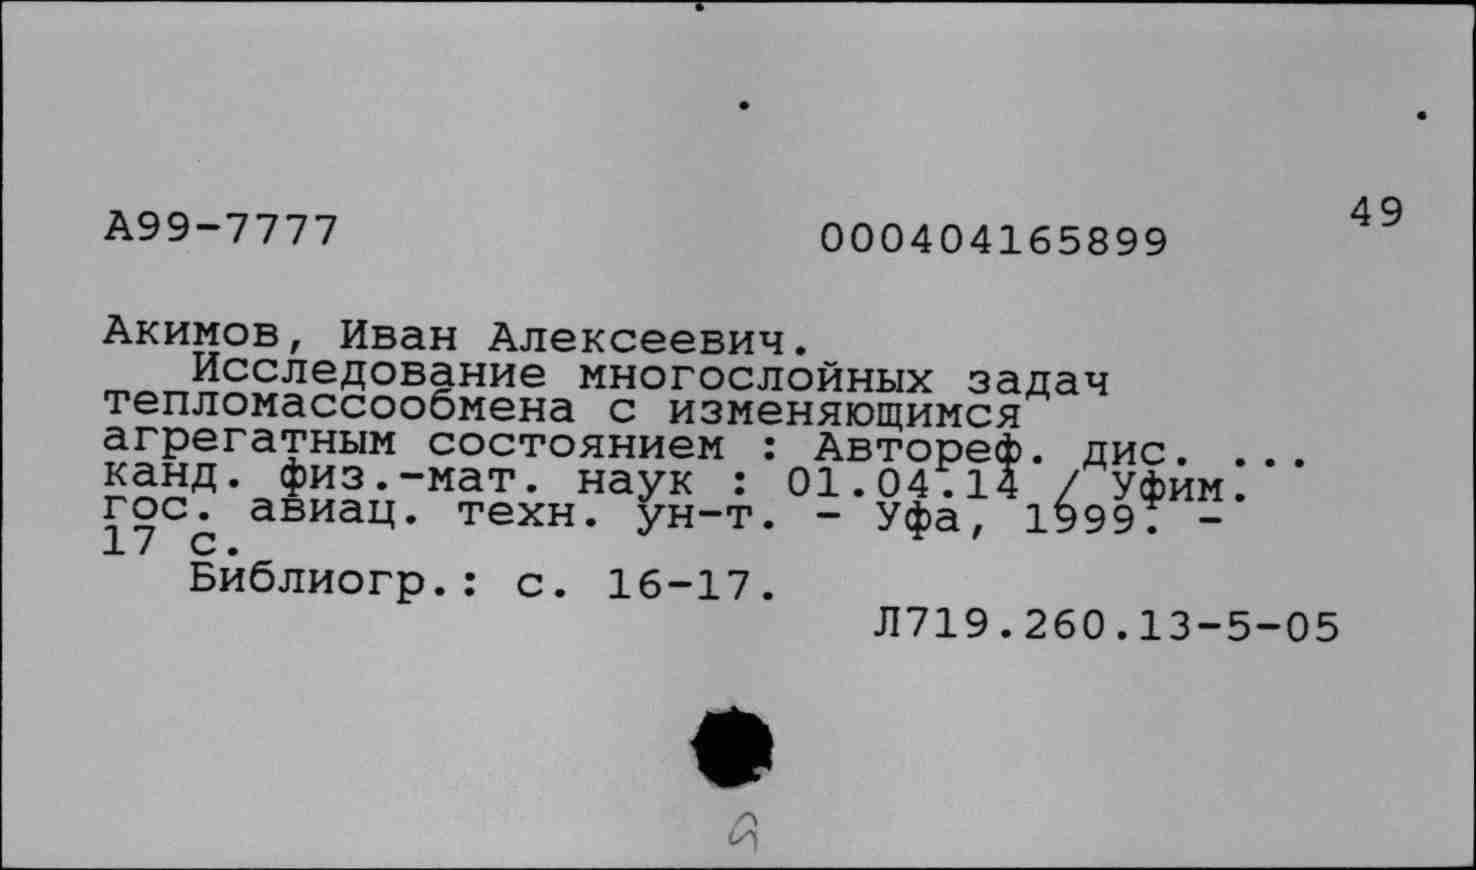 А99-7777
000404165899
49
Акимов, Иван Алексеевич.
Исследование многослойных задач
тепломассообмена с изменяющимся
агрегатным состоянием : Автореф. дис. ...
канд. физ.-мат. наук : 01.04.14 / Уфим.
гос. авиац. техн. ун-т. - Уфа, 1999. -
17 с.
Библиогр.: с. 16-17.
Л719.260.13-5-05